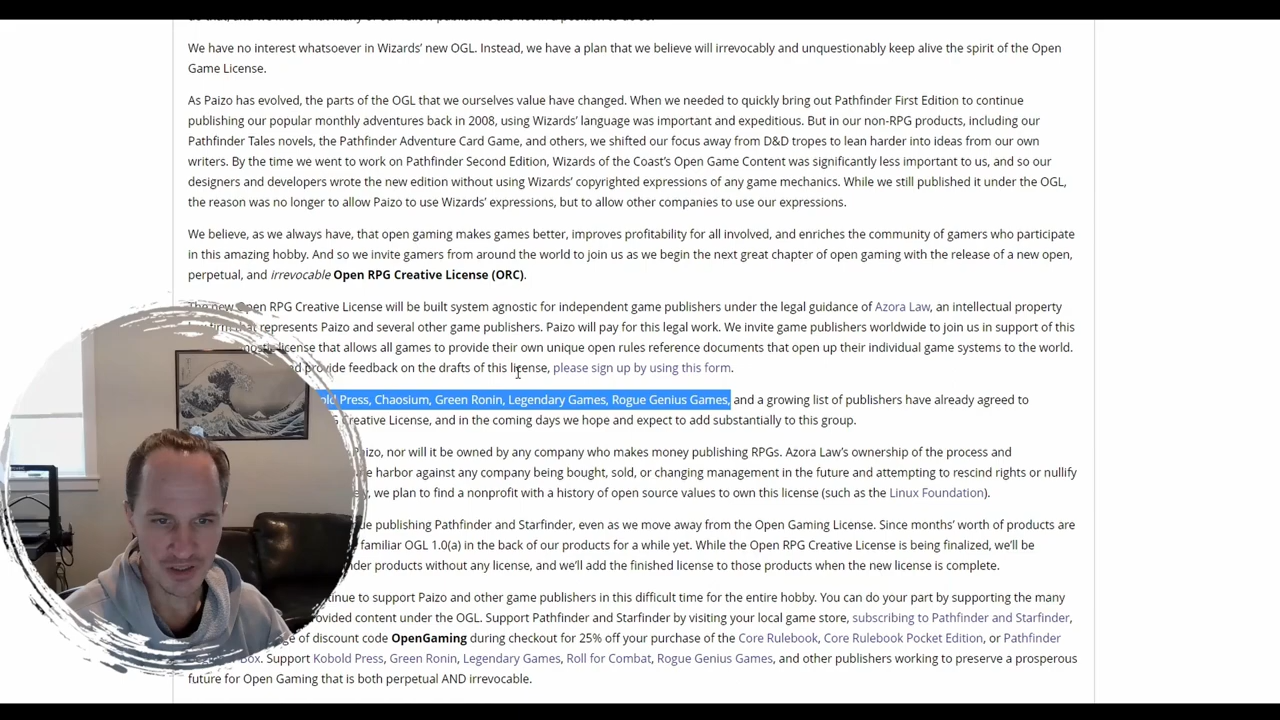 We have no interest whatsoever in Wizards' new OGL. Instead, we have a plan that we believe will irrevocably and unquestionably keep alive the spirit of the Open
Game License.
As Paizo has evolved, the parts of the OGL that we ourselves value have changed. When we needed to quickly bring out Pathfinder First Edition to continue
publishing our popular monthly adventures back in 2008, using Wizards' language was important and expeditious. But in our non-RPG products, including our
Pathfinder Tales novels, the Pathfinder Adventure Card Game, and others, we shifted our focus away from D&D tropes to lean harder into ideas from our own
writers. By the time we went to work on Pathfinder Second Edition, Wizards of the Coast's Open Game Content was significantly less important to us, and so our
designers and developers wrote the new edition without using Wizards' copyrighted expressions of any game mechanics. While we still published it under the OGL,
the reason was no longer to allow Paizo to use Wizards' expressions, but to allow other companies to use our expressions.
We believe, as we always have, that open gaming makes games better, improves profitability for all involved, and enriches the community of gamers who participate
in this amazing hobby. And so we invite gamers from around the world to join us as we begin the next great chapter of open gaming with the release of a new open,
perpetual, and irrevocable Open RPG Creative License (ORC).
The new Open RPG Creative License will be built system agnostic for independent game publishers under the legal guidance of Azora Law, an intellectual property
that represents Paizo and several other game publishers. Paizo will pay for this legal work. We invite game publishers worldwide to join us in support of this
license that allows all games to provide their own unique open rules reference documents that open up their individual game systems to the world.
provide feedback on the drafts of this license, please sign up by using this form.
Press, Chaosium, Green Ronin, Legendary Games, Rogue Genius Games, and a growing list of publishers have already agreed to
Creative License, and in the coming days we hope and expect to add substantially to this group.
Paizo, nor will it be owned by any company who makes money publishing RPGs. Azora Law's ownership of the process and
harbor against any company being bought, sold, or changing management in the future and attempting to rescind rights or nullify
we plan to find a nonprofit with a history of open source values to own this license (such as the Linux Foundation).
publishing Pathfinder and Starfinder, even as we move away from the Open Gaming License. Since months' worth of products are
familiar OGL 1.0(a) in the back of our products for a while yet. While the Open RPG Creative License is being finalized, we'll be
products without any license, and we'll add the finished license to those products when the new license is complete.
to support Paizo and other game publishers in this difficult time for the entire hobby. You can do your part by supporting the many
content under the OGL. Support Pathfinder and Starfinder by visiting your local game store, subscribing to Pathfinder and Starfinder,
of discount code OpenGaming during checkout for 25% off your purchase of the Core Rulebook, Core Rulebook Pocket Edition, or Pathfinder
Box. Support Kobold Press, Green Ronin, Legendary Games, Roll for Combat, Rogue Genius Games, and other publishers working to preserve a prosperous
future for Open Gaming that is both perpetual AND irrevocable.